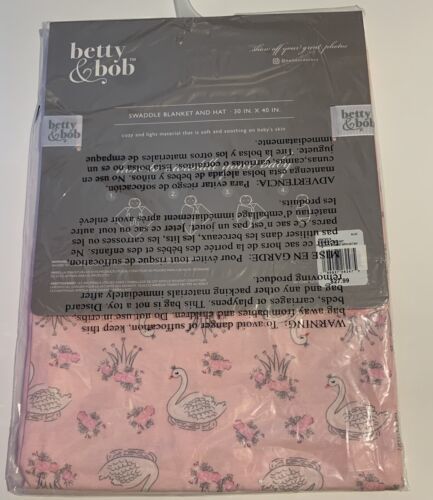 betty
& bob™
show off your great photos
SWADDLE BLANKET AND HAT · 30 IN. X 40 IN.
cozy and light material that is soft and soothing on baby's skin
betty
& bob
betty
& bob
your baby
$27.99
WARNING: To avoid danger of suffocation, keep this
bag away from babies and children. Do not use in cribs,
beds, carriages or playpens. This bag is not a toy. Discard
bag and any other packing materials immediately after
removing product.
MISE EN GARDE: Pour éviter tout risque de suffocation,
tenir ce sac hors de la portée des bébés et des enfants. Ne
pas utiliser dans les berceaux, les lits, les carrosses ou les
parcs. Ce sac n'est pas un jouet. Jeter ce sac ou tout autre
matériau d'emballage immédiatement après avoir enlevé
les produits.
ADVERTENCIA: Para evitar riesgo de sofocación,
mantenga esta bolsa alejada de bebés y niños. No use en
cunas, camas, carriolas o corralitos. Esta bolsa no es un
juguete. Tire la bolsa y los otros materiales de empaque
inmediatamente.